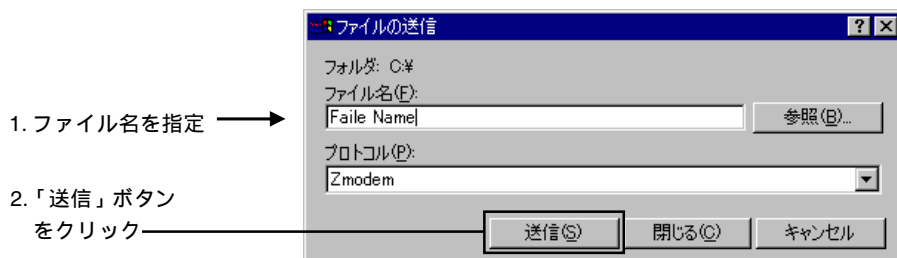 ファイルの送信
フォルダ: C:¥
ファイル名(F):
1. ファイル名を指定
Faile Name
参照(B)...
プロトコル(P):
Zmodem
2.「送信」ボタン
をクリック
送信(S)
閉じる(C)
キャンセル